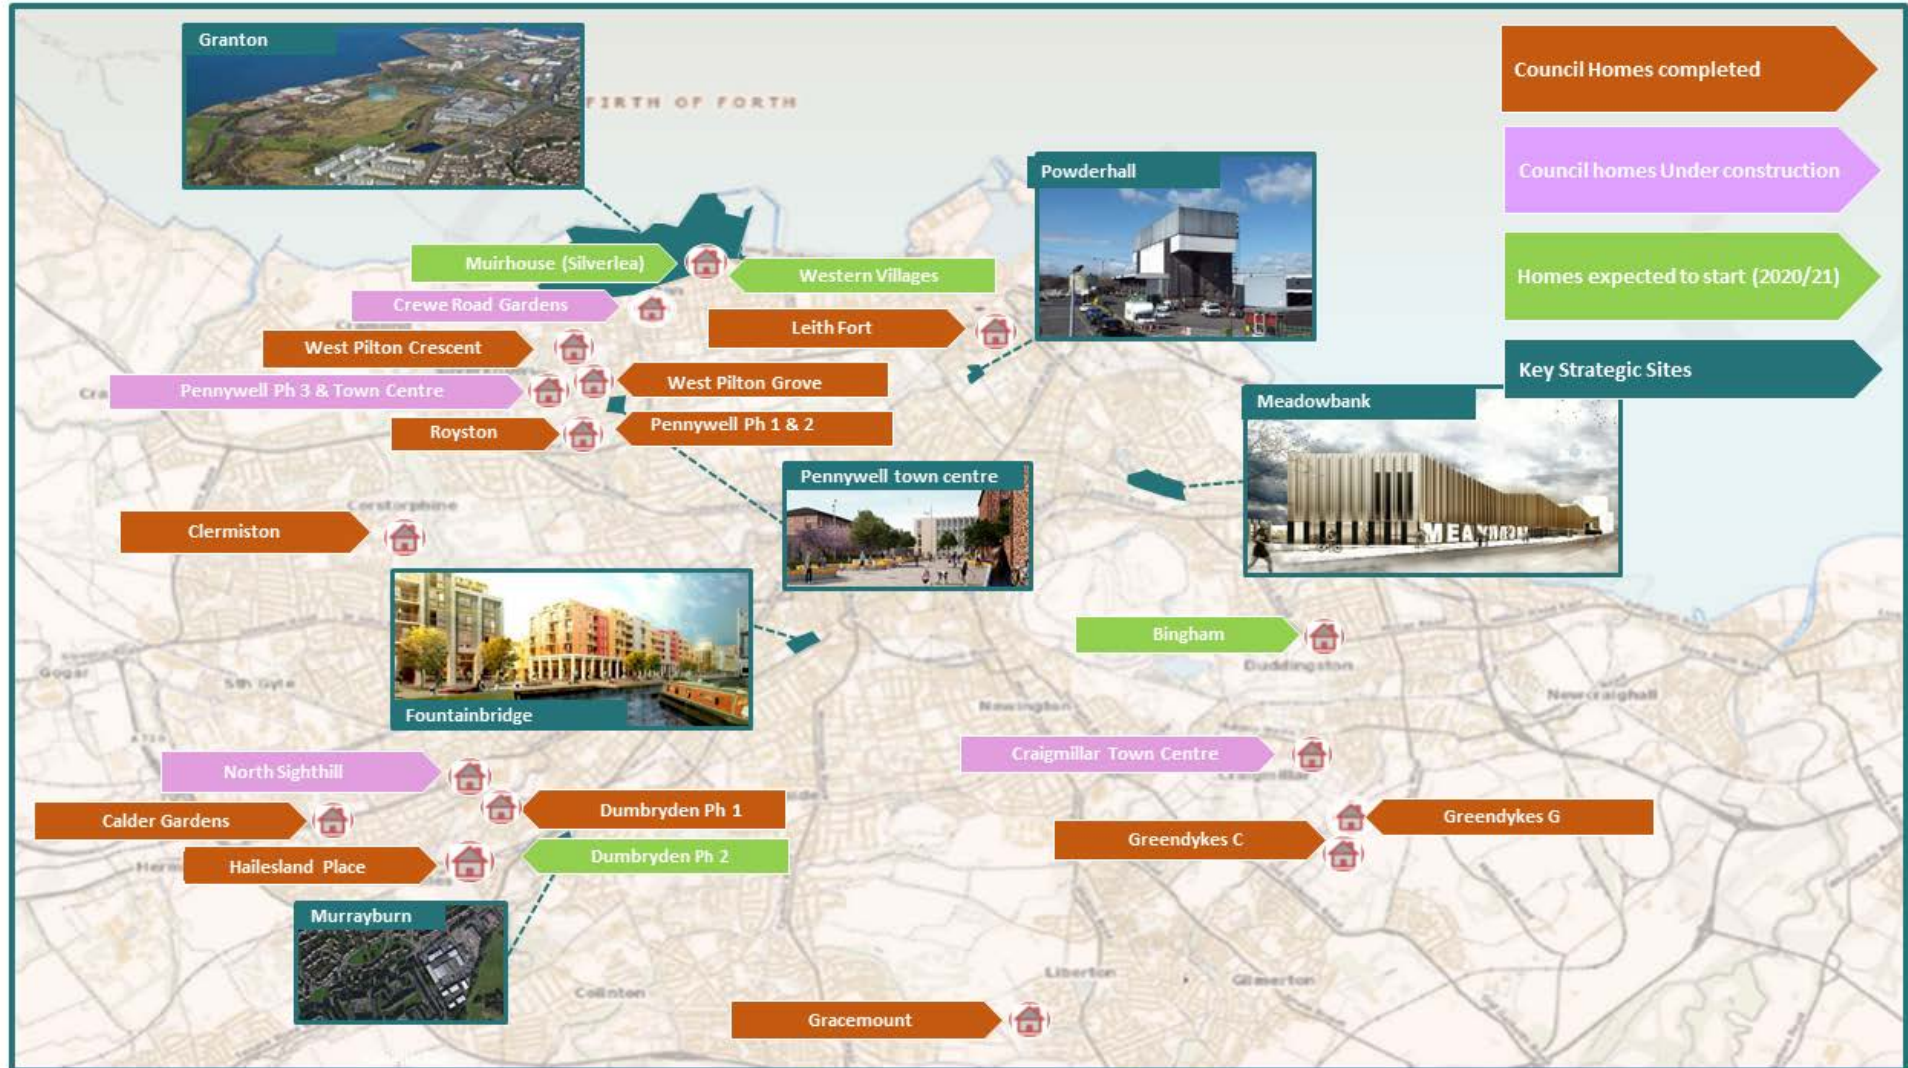 Granton
FIRTH OF FORTH
Council Homes completed
Powderhall
Council homes Under construction
Muirhouse (Silverlea)
Western Villages
Homes expected to start (2020/21)
Crewe Road Gardens
Cramond
Leith Fort
West Pilton Crescent
Key Strategic Sites
Pennywell Ph 3 & Town Centre
West Pilton Grove
Meadowbank
Royston
Pennywell Ph 1 & 2
Pennywell town centre
Corstorphine
Clermiston
Bingham
Duddingston
Gogar
Sth Gyle
Newcraighall
Newington
Fountainbridge
North Sighthill
Craigmillar Town Centre
Craigmillar
Dumbryden Ph 1
Calder Gardens
Greendykes G
Greendykes C
Dumbryden Ph 2
Hailesland Place
Murrayburn
Liberton
Gilmerton
Colinton
Gracemount